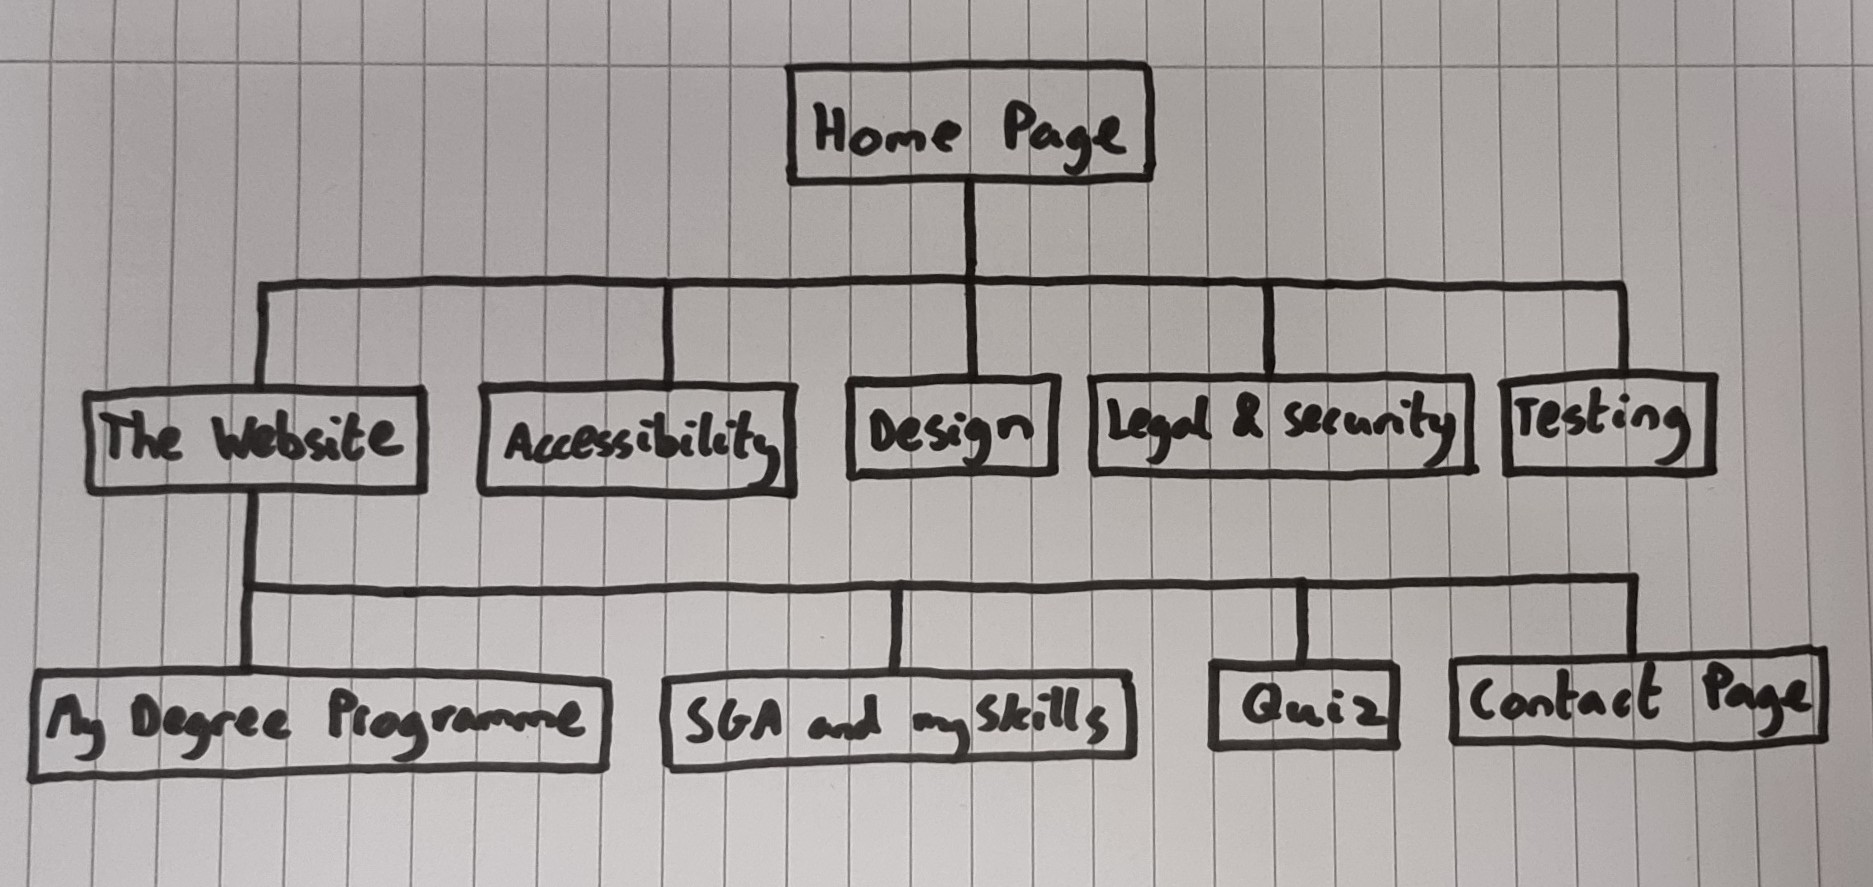 Home Page
The Website
Accessibility
Design
Legal & security
Testing
My Degree Programme
SGA and my skills
Quiz
Contact Page